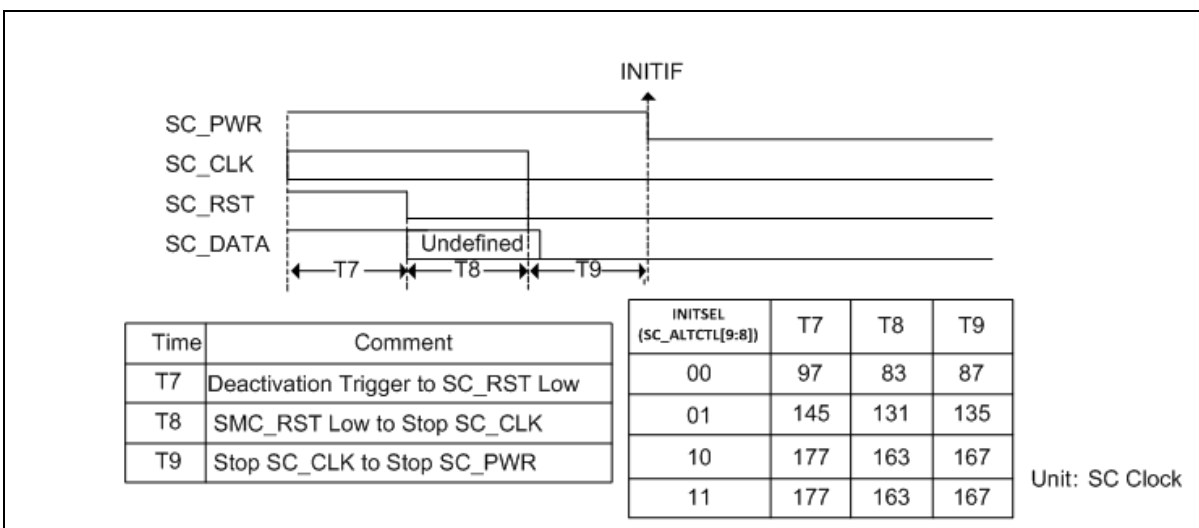 INITIF
SC_PWR
SC_CLK
SC_RST
SC_DATA
Undefined
T7 T8 T9
Time Comment
T7 Deactivation Trigger to SC_RST Low
T8 SMC_RST Low to Stop SC_CLK
T9 Stop SC_CLK to Stop SC_PWR
INITSEL
(SC_ALTCTL[9:8]) T7 T8 T9
00 97 83 87
01 145 131 135
10 177 163 167
11 177 163 167
Unit: SC Clock